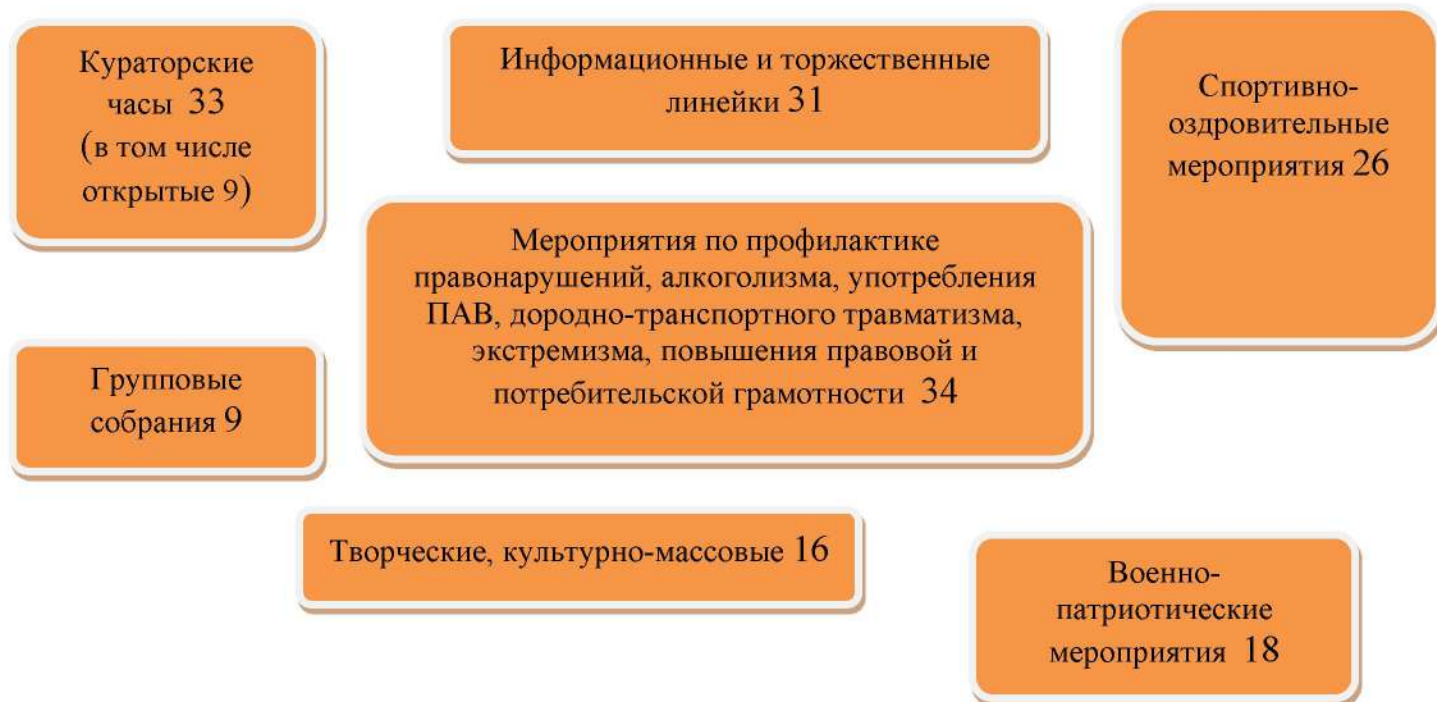 Кураторские
часы 33
(в том числе
открытые 9)
Информационные и торжественные
линейки 31
Спортивно-
оздровительные
мероприятия 26
Мероприятия по профилактике
правонарушений, алкоголизма, употребления
ПАВ, дородно-транспортного травматизма,
экстремизма, повышения правовой и
потребительской грамотности 34
Групповые
собрания 9
Творческие, культурно-массовые 16
Военно-
патриотические
мероприятия 18